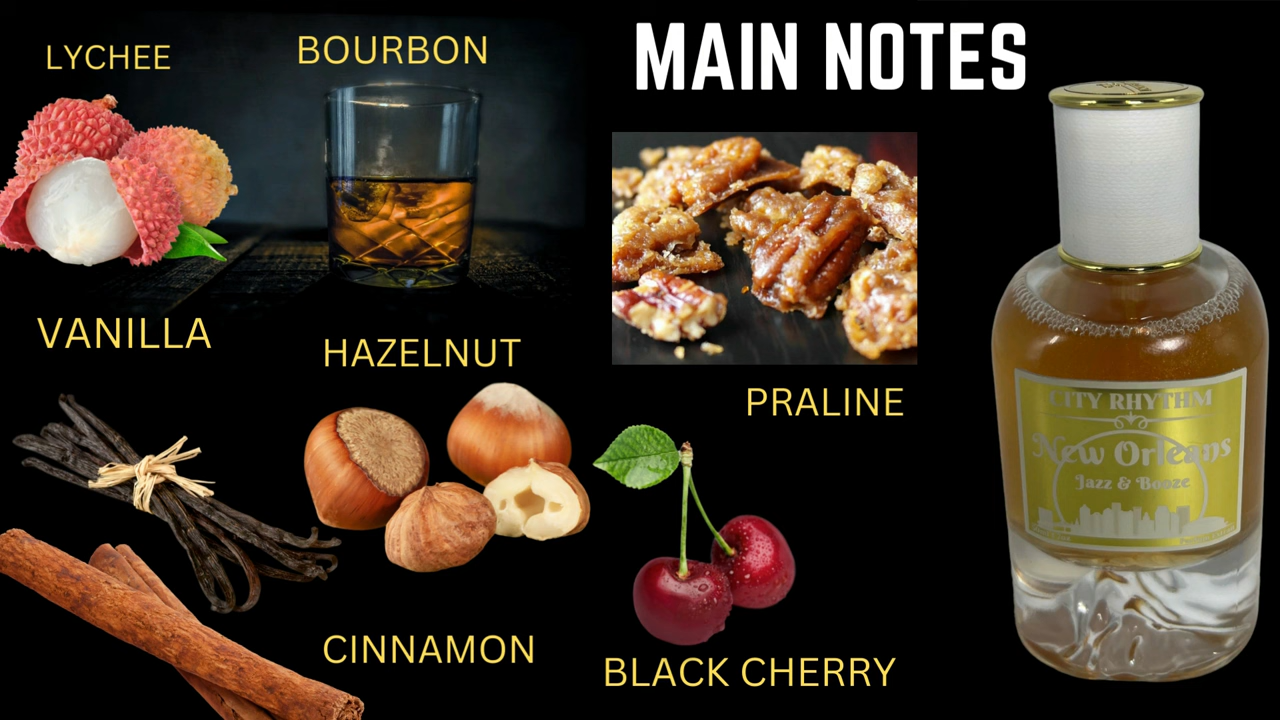 LYCHEE
BOURBON
MAIN NOTES
VANILLA
HAZELNUT
PRALINE
CINNAMON
BLACK CHERRY
CITY RHYTHM
New Orleans
Jazz & Booze